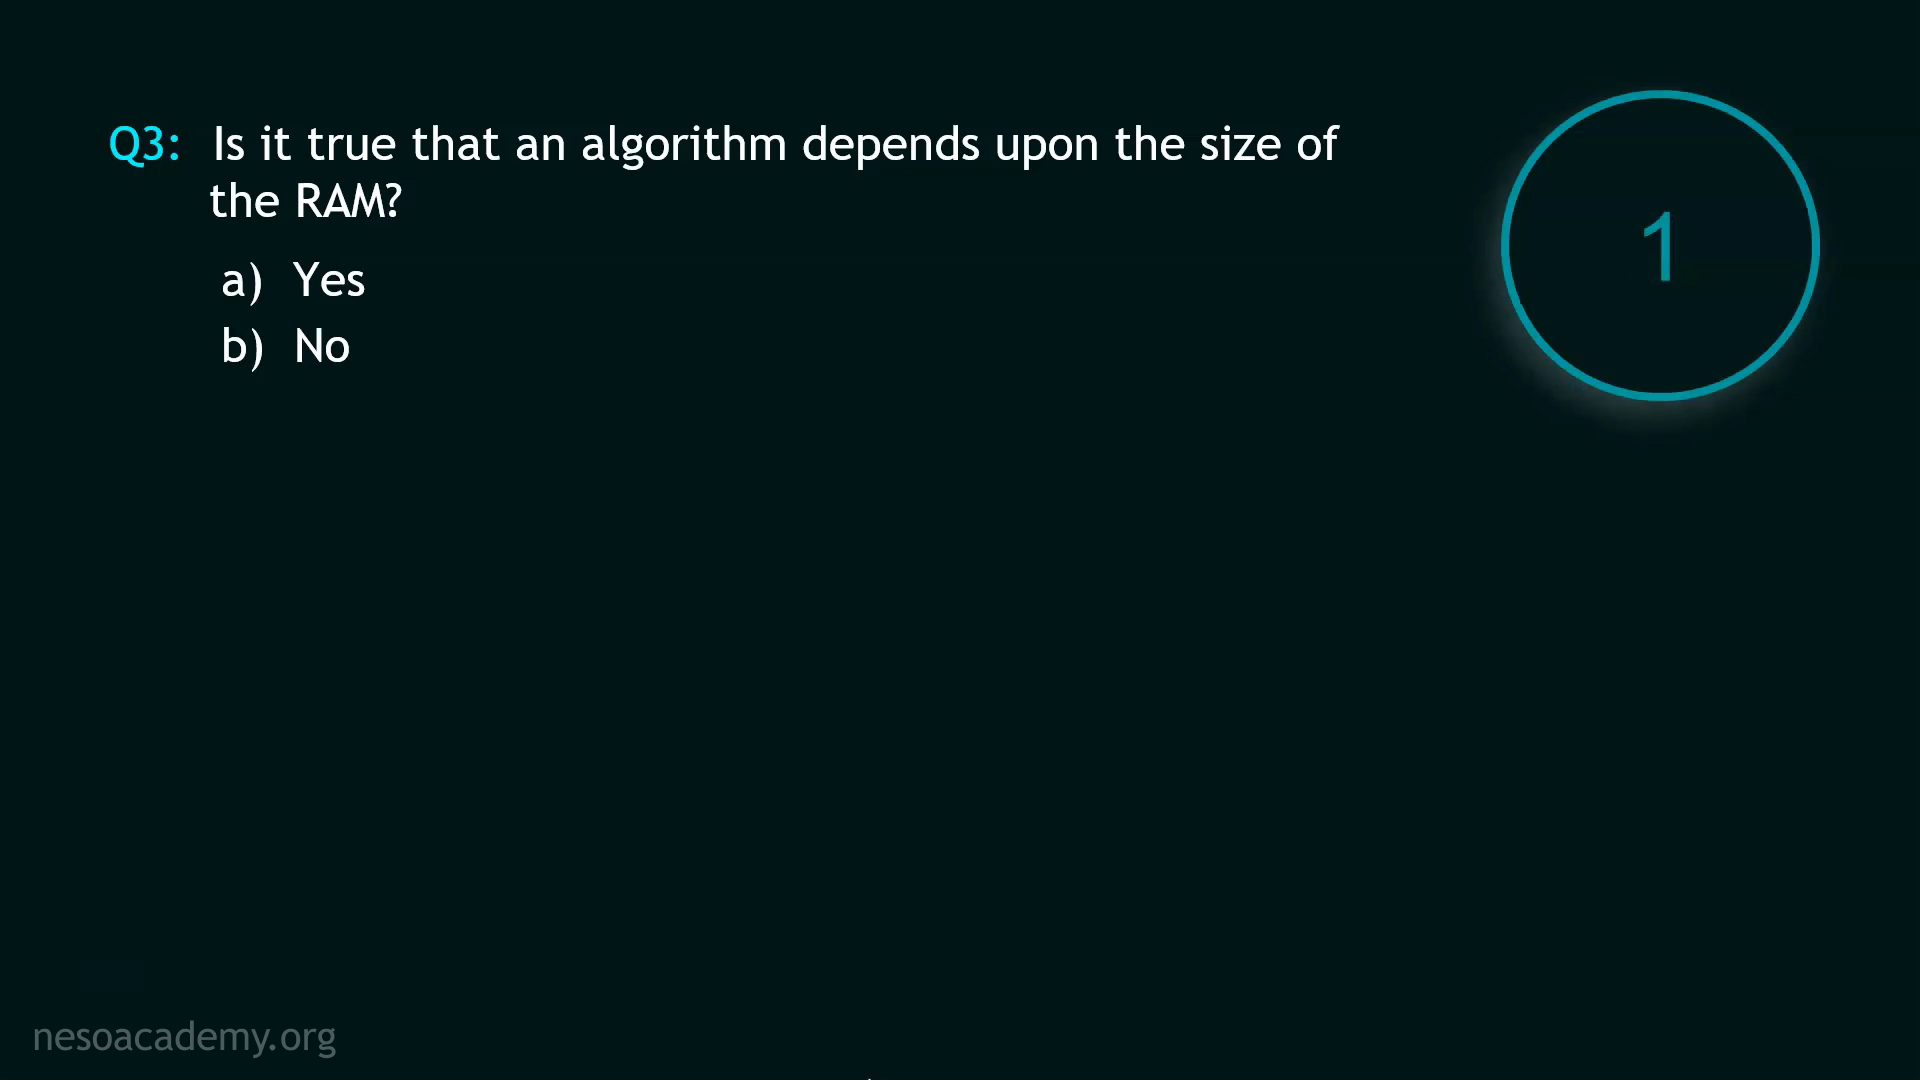 Q3: Is it true that an algorithm depends upon the size of
the RAM?
a) Yes
b) No
1
nesoacademy.org